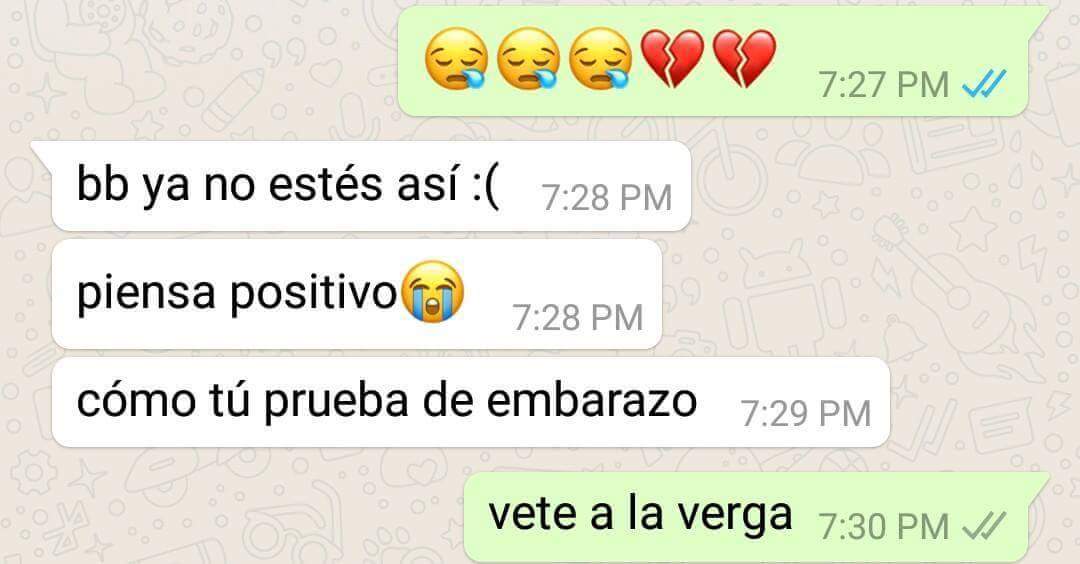 😪😪😪💔💔 7:27 PM
bb ya no estés así :( 7:28 PM
piensa positivo😭 7:28 PM
cómo tú prueba de embarazo 7:29 PM
vete a la verga 7:30 PM